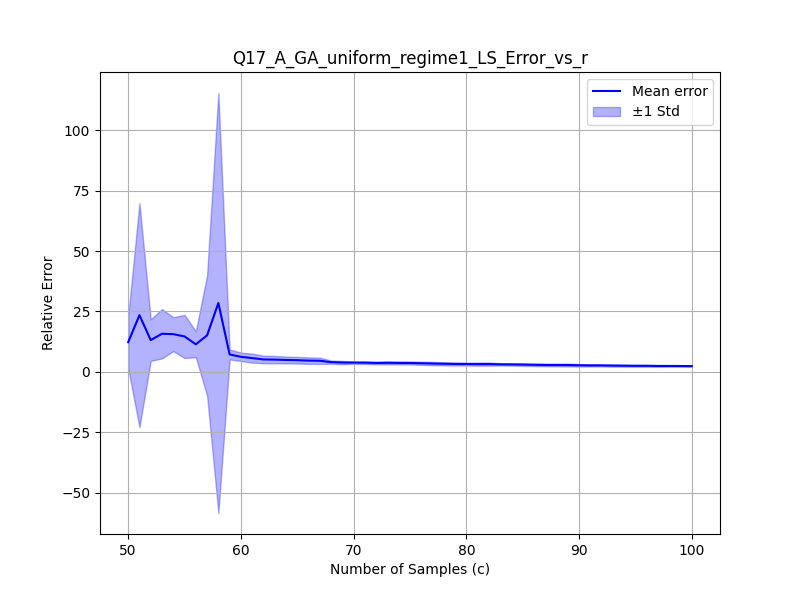 Q17_A_GA_uniform_regime1_LS_Error_vs_r
Mean error
±1 Std
100
75
50
25
0
−25
−50
Relative Error
50
60
70
80
90
100
Number of Samples (c)